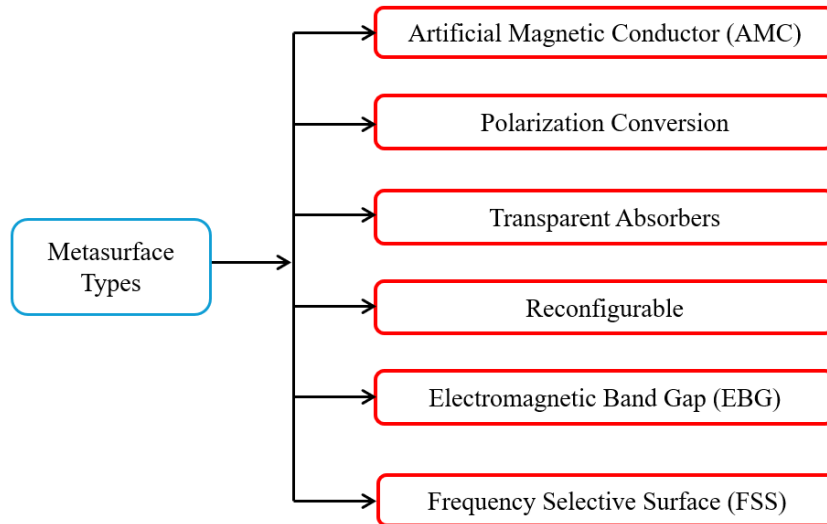 Artificial Magnetic Conductor (AMC)
Polarization Conversion
Transparent Absorbers
Metasurface
Types
Reconfigurable
Electromagnetic Band Gap (EBG)
Frequency Selective Surface (FSS)